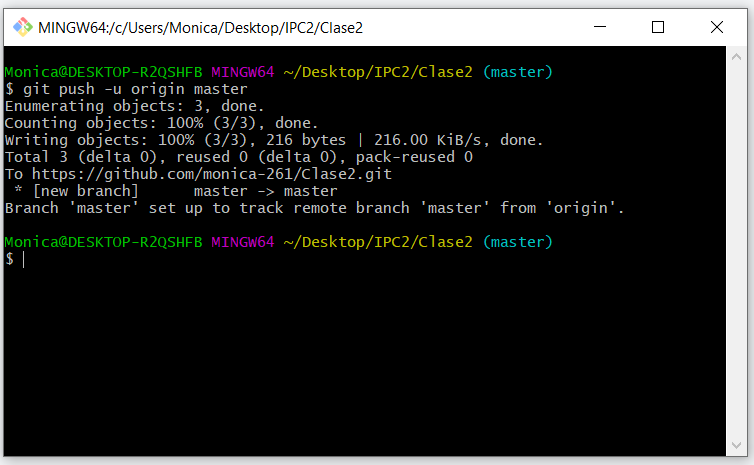 MINGW64:/c/Users/Monica/Desktop/IPC2/Clase2
Monica@DESKTOP-R2QSHFB MINGW64 ~/Desktop/IPC2/Clase2 (master)
$ git push -u origin master
Enumerating objects: 3, done.
Counting objects: 100% (3/3), done.
Writing objects: 100% (3/3), 216 bytes | 216.00 KiB/s, done.
Total 3 (delta 0), reused 0 (delta 0), pack-reused 0
To https://github.com/monica-261/Clase2.git
 * [new branch]      master -> master
Branch 'master' set up to track remote branch 'master' from 'origin'.
Monica@DESKTOP-R2QSHFB MINGW64 ~/Desktop/IPC2/Clase2 (master)
$